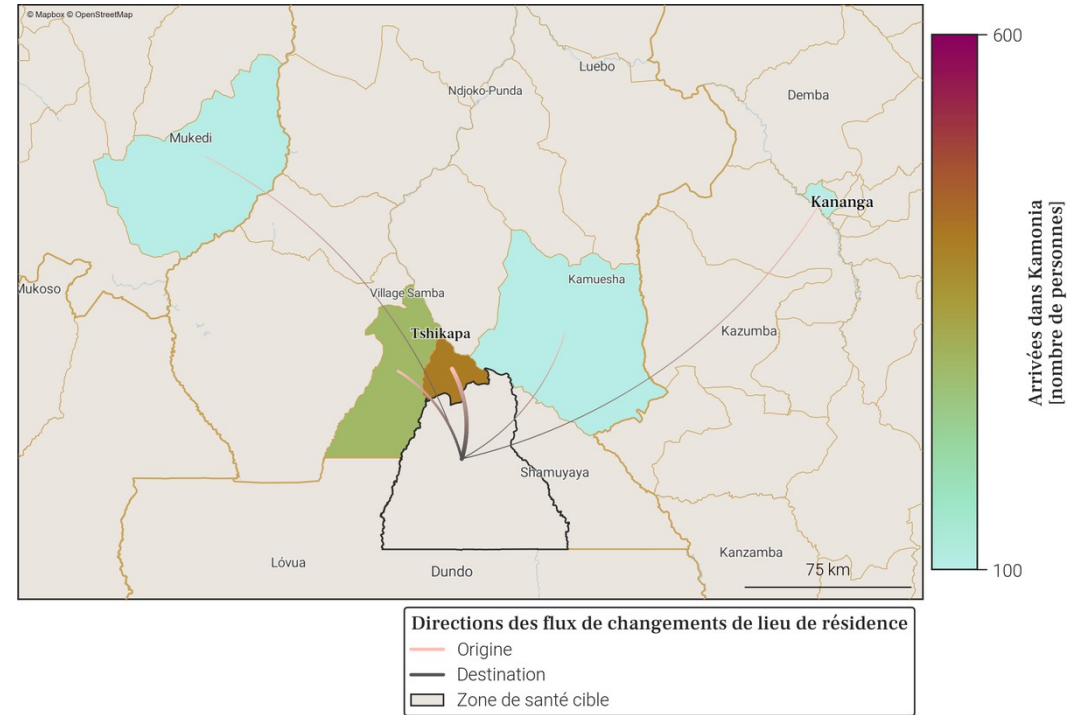 © Mapbox © OpenStreetMap
600
Luebo
Ndjoko-Punda
Demba
Mukedi
Kananga
Mukoso
Kamuesha
Village Samba
Tshikapa
Kazumba
Arrivées dans Kamonia
[nombre de personnes]
Shamuyaya
Kanzamba
Lóvua
Dundo
75 km
100
Directions des flux de changements de lieu de résidence
Origine
Destination
Zone de santé cible